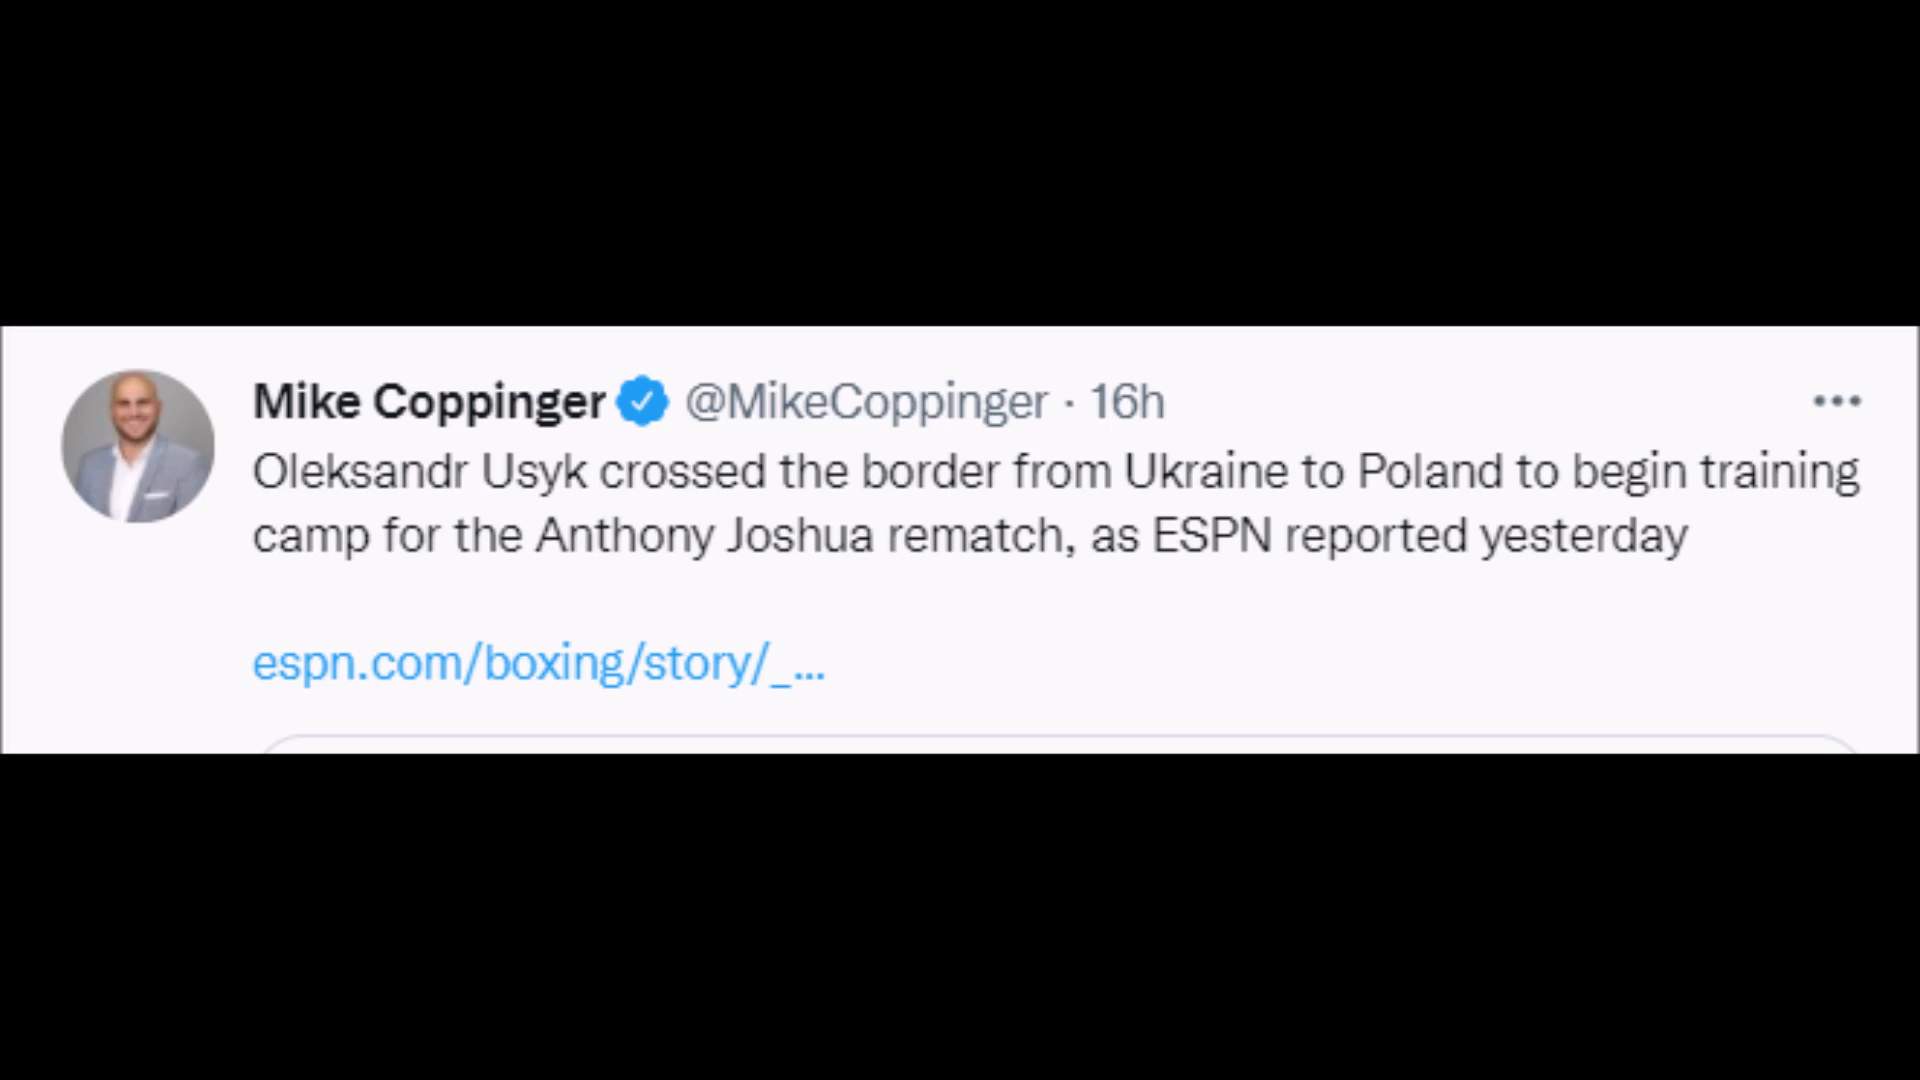 Mike Coppinger @MikeCoppinger · 16h
Oleksandr Usyk crossed the border from Ukraine to Poland to begin training
camp for the Anthony Joshua rematch, as ESPN reported yesterday
espn.com/boxing/story/_...